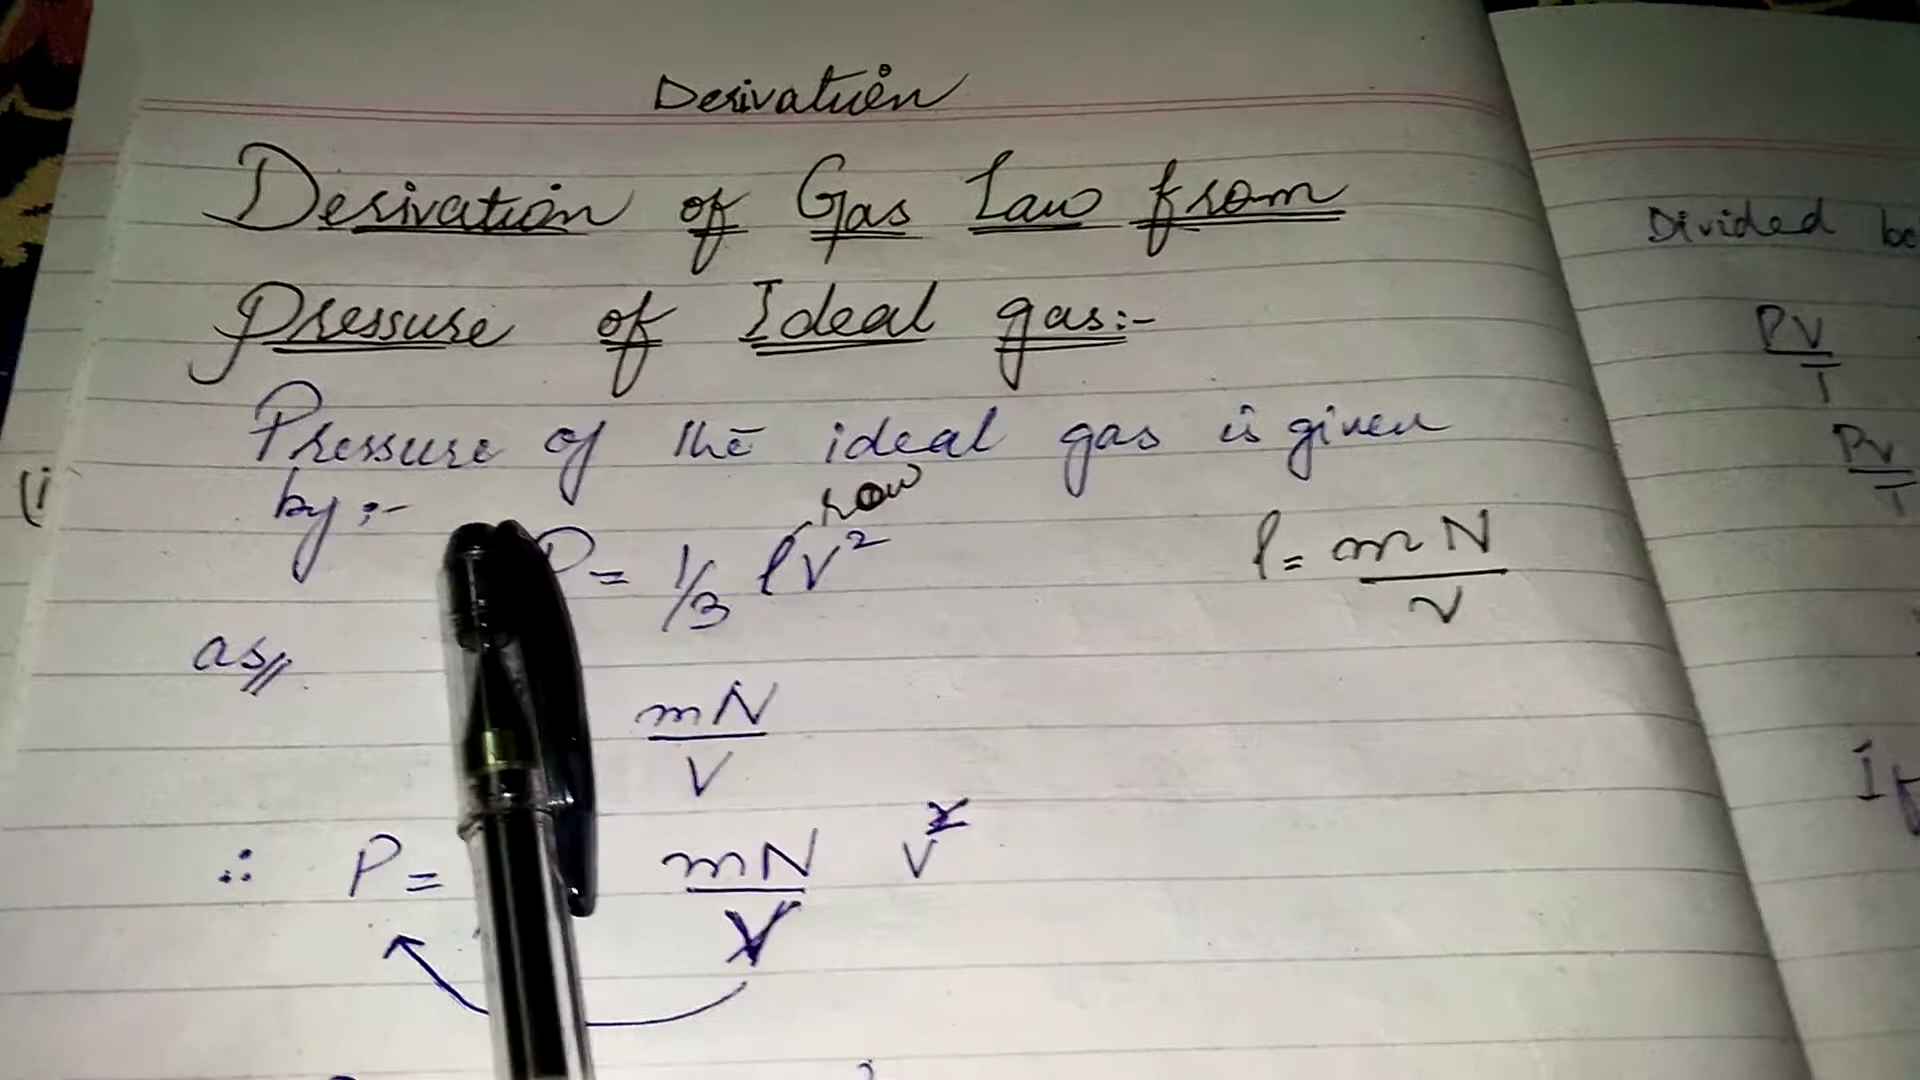 Derivation
Derivation of Gas Law from
Pressure of Ideal gas:-
Pressure of the ideal gas is given
by :-
row
P = 1/3 ρV²
ρ = mN/V
as//
mN/V
∴ P = mN/V V²
(i
Divided
PV/T
PV/T